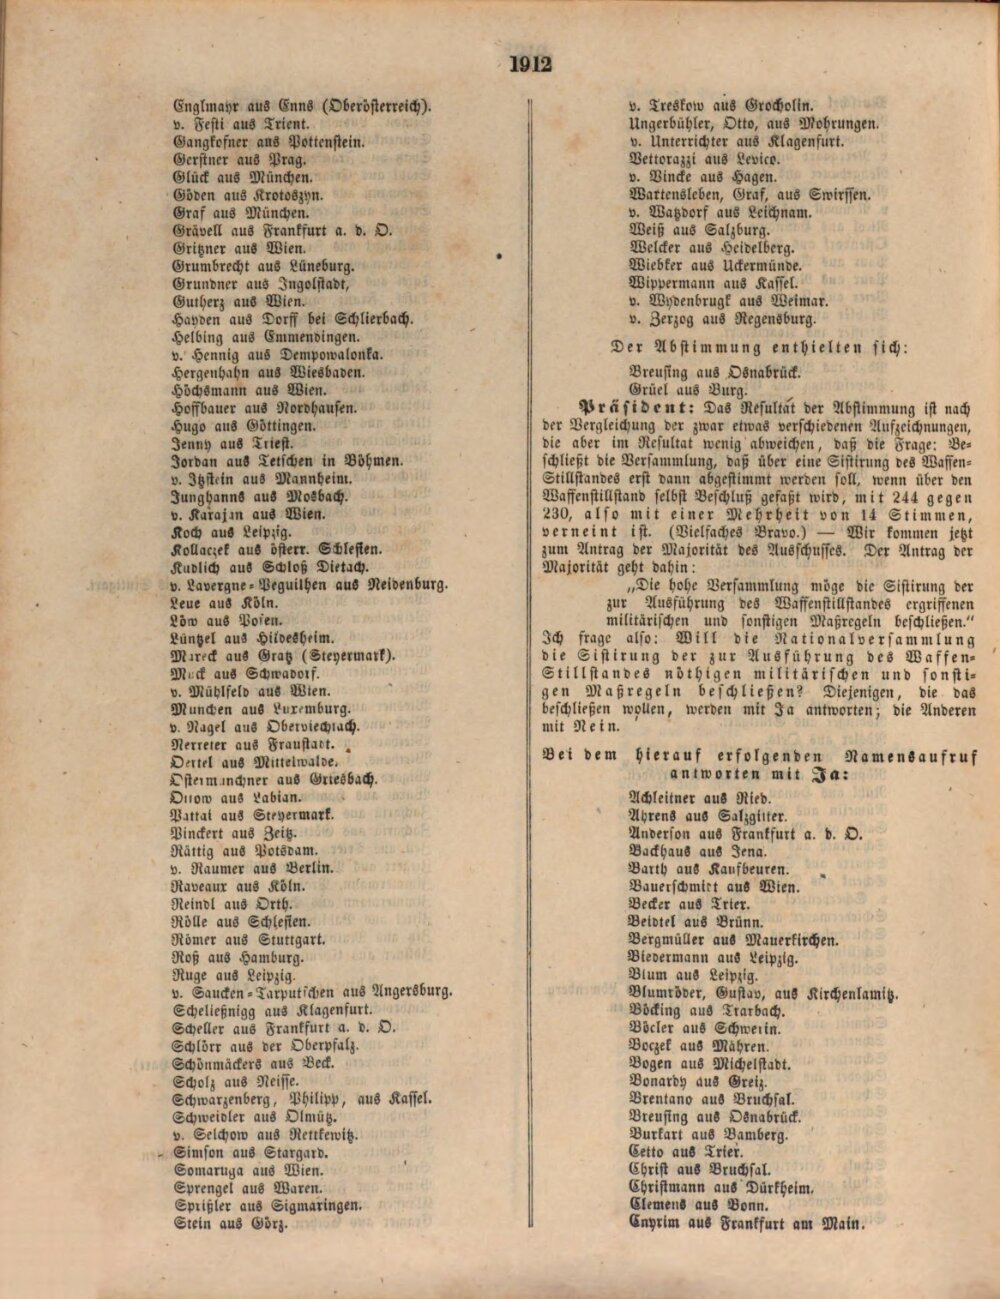 1912
Englmayr aus Enns (Oberösterreich).
v. Festi aus Trient.
Gangkofner aus Pottenstein.
Gerstner aus Prag.
Glück aus München.
Göden aus Krotoszyn.
Graf aus München.
Grävell aus Frankfurt a. d. O.
Gritzner aus Wien.
Grumbrecht aus Lüneburg.
Grundner aus Ingolstadt,
Gutherz aus Wien.
Hayden aus Dorff bei Schlierbach.
Helbing aus Emmendingen.
v. Hennig aus Dempowalonka.
Hergenhahn aus Wiesbaden.
Höchsmann aus Wien.
Hoffbauer aus Nordhausen.
Hugo aus Göttingen.
Jenny aus Triest.
Jordan aus Tetschen in Böhmen.
v. Itzstein aus Mannheim.
Junghanns aus Mosbach.
v. Karajan aus Wien.
Koch aus Leipzig.
Kollaczek aus österr. Schlesien.
Kudlich aus Schloß Dietach.
v. Lavergne-Peguilhen aus Neidenburg.
Leue aus Köln.
Löw aus Posen.
Lüntzel aus Hildesheim.
Mareck aus Gratz (Steyermark).
Mack aus Schwadorf.
v. Mühlfeld aus Wien.
Munchen aus Luxemburg.
v. Nagel aus Oberviechtach.
Nerreter aus Fraustadt.
Oertel aus Mittelwalde.
Ostermünchner aus Griesbach.
Ottow aus Labian.
Pattai aus Steyermark.
Pinckert aus Zeitz.
Rättig aus Potsdam.
v. Raumer aus Berlin.
Raveaux aus Köln.
Reindl aus Orth.
Rölle aus Schlesien.
Römer aus Stuttgart.
Roß aus Hamburg.
Ruge aus Leipzig.
v. Saucken-Tarputschen aus Angersburg.
Scheließnigg aus Klagenfurt.
Scheller aus Frankfurt a. d. O.
Schlörr aus der Oberpfalz.
Schönmäckers aus Beck.
Scholz aus Neisse.
Schwarzenberg, Philipp, aus Kassel.
Schweidler aus Olmütz.
v. Selchow aus Rettkewitz.
Simson aus Stargard.
Somaruga aus Wien.
Sprengel aus Waren.
Sprißler aus Sigmaringen.
Stein aus Görz.
v. Treskow aus Grocholin.
Ungerbühler, Otto, aus Mohrungen.
v. Unterrichter aus Klagenfurt.
Vettorazzi aus Levico.
v. Vincke aus Hagen.
Wartensleben, Graf, aus Swirssen.
v. Watzdorf aus Leichnam.
Weiß aus Salzburg.
Welcker aus Heidelberg.
Wiebker aus Uckermünde.
Wippermann aus Kassel.
v. Wydenbrugk aus Weimar.
v. Zerzog aus Regensburg.
Der Abstimmung enthielten sich:
Breusing aus Osnabrück.
Grüel aus Burg.
Präsident: Das Resultat der Abstimmung ist nach
der Vergleichung der zwar etwas verschiedenen Aufzeichnungen,
die aber im Resultat wenig abweichen, daß die Frage: Be-
schließt die Versammlung, daß über eine Sistirung des Waffen-
Stillstandes erst dann abgestimmt werden soll, wenn über den
Waffenstillstand selbst Beschluß gefaßt wird, mit 244 gegen
230, also mit einer Mehrheit von 14 Stimmen,
verneint ist. (Vielfaches Bravo.) — Wir kommen jetzt
zum Antrag der Majorität des Ausschusses. Der Antrag der
Majorität geht dahin:
„Die hohe Versammlung möge die Sistirung der
zur Ausführung des Waffenstillstandes ergriffenen
militärischen und sonstigen Maßregeln beschließen.“
Ich frage also: Will die Nationalversammlung
die Sistirung der zur Ausführung des Waffen-
Stillstandes nöthigen militärischen und sonsti-
gen Maßregeln beschließen? Diejenigen, die das
beschließen wollen, werden mit Ja antworten; die Anderen
mit Nein.
Bei dem hierauf erfolgenden Namensaufruf
antworten mit Ja:
Achleitner aus Ried.
Ahrens aus Salzgitter.
Anderson aus Frankfurt a. d. O.
Backhaus aus Jena.
Barth aus Kaufbeuren.
Bauerschmitt aus Wien.
Becker aus Trier.
Beidtel aus Brünn.
Bergmüller aus Mauerkirchen.
Biedermann aus Leipzig.
Blum aus Leipzig.
Blumröder, Gustav, aus Kirchenlamitz.
Böcking aus Trarbach.
Böcler aus Schwerin.
Boczek aus Mähren.
Bogen aus Michelstadt.
Bonardy aus Greiz.
Brentano aus Bruchsal.
Breusing aus Osnabrück.
Burkart aus Bamberg.
Cetto aus Trier.
Christ aus Bruchsal.
Christmann aus Dürkheim.
Clemens aus Bonn.
Cnyrim aus Frankfurt am Main.